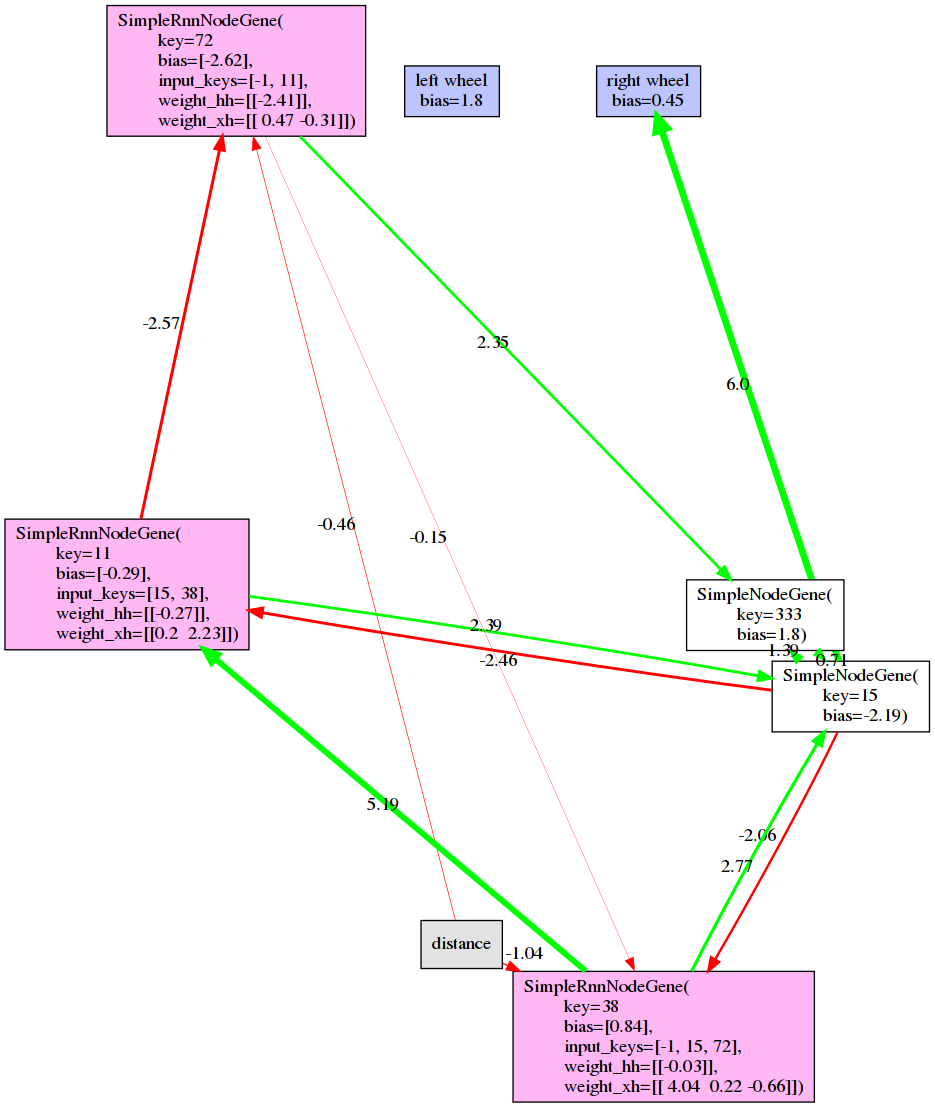 SimpleRnnNodeGene(
key=72
bias=[-2.62],
input_keys=[-1, 11],
weight_hh=[[-2.41]],
weight_xh=[[ 0.47 -0.31]])
left wheel
bias=1.8
right wheel
bias=0.45
-2.57
2.35
6.0
-0.46
-0.15
SimpleRnnNodeGene(
key=11
bias=[-0.29],
input_keys=[15, 38],
weight_hh=[[-0.27]],
weight_xh=[[0.2 2.23]])
2.39
-2.46
SimpleNodeGene(
key=333
bias=1.8)
1.39
0.71
SimpleNodeGene(
key=15
bias=-2.19)
5.19
-2.06
2.77
distance
-1.04
SimpleRnnNodeGene(
key=38
bias=[0.84],
input_keys=[-1, 15, 72],
weight_hh=[[-0.03]],
weight_xh=[[ 4.04 0.22 -0.66]])